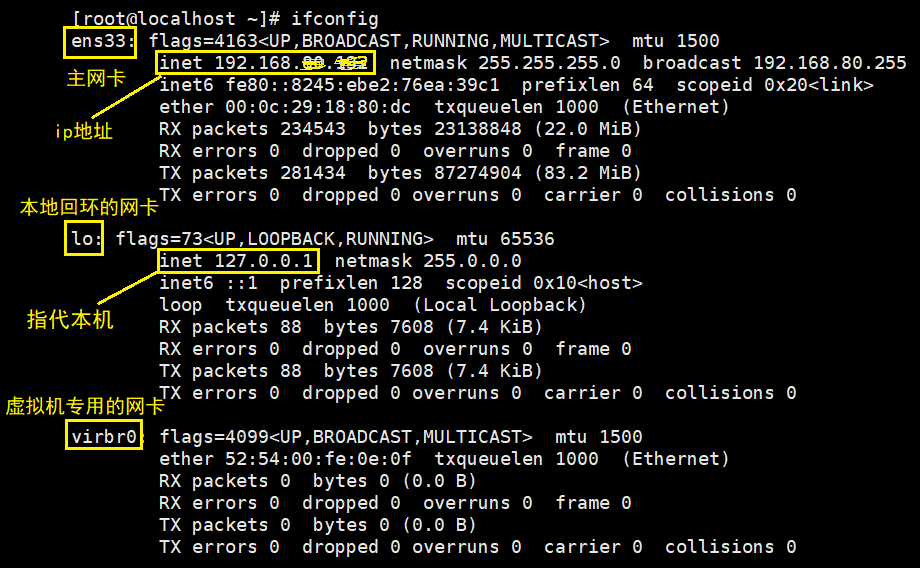 [root@localhost ~]# ifconfig
ens33: flags=4163<UP,BROADCAST,RUNNING,MULTICAST>  mtu 1500
主网卡
inet 192.168.  netmask 255.255.255.0  broadcast 192.168.80.255
inet6 fe80::8245:ebe2:76ea:39c1  prefixlen 64  scopeid 0x20<link>
ether 00:0c:29:18:80:dc  txqueuelen 1000  (Ethernet)
ip地址
RX packets 234543  bytes 23138848 (22.0 MiB)
RX errors 0  dropped 0  overruns 0  frame 0
TX packets 281434  bytes 87274904 (83.2 MiB)
TX errors 0  dropped 0 overruns 0  carrier 0  collisions 0
本地回环的网卡
lo: flags=73<UP,LOOPBACK,RUNNING>  mtu 65536
inet 127.0.0.1  netmask 255.0.0.0
inet6 ::1  prefixlen 128  scopeid 0x10<host>
loop  txqueuelen 1000  (Local Loopback)
指代本机
RX packets 88  bytes 7608 (7.4 KiB)
RX errors 0  dropped 0  overruns 0  frame 0
TX packets 88  bytes 7608 (7.4 KiB)
TX errors 0  dropped 0 overruns 0  carrier 0  collisions 0
虚拟机专用的网卡
virbr0: flags=4099<UP,BROADCAST,MULTICAST>  mtu 1500
ether 52:54:00:fe:0e:0f  txqueuelen 1000  (Ethernet)
RX packets 0  bytes 0 (0.0 B)
RX errors 0  dropped 0  overruns 0  frame 0
TX packets 0  bytes 0 (0.0 B)
TX errors 0  dropped 0 overruns 0  carrier 0  collisions 0